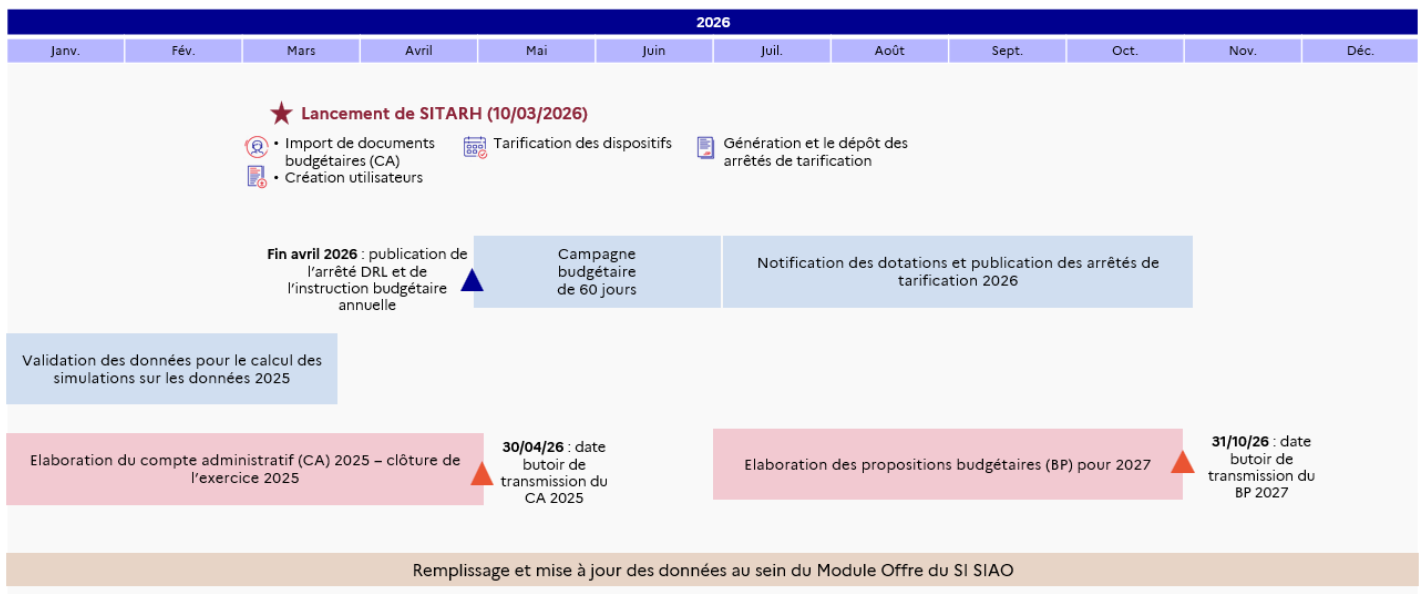 2026
Janv.
Fév.
Mars
Avril
Mai
Juin
Juil.
Août
Sept.
Oct.
Nov.
Déc.
Lancement de SITARH (10/03/2026)
• Import de documents
budgétaires (CA)
• Création utilisateurs
Tarification des dispositifs
Génération et le dépôt des
arrêtés de tarification
Fin avril 2026 : publication de
l'arrêté DRL et de
l'instruction budgétaire
annuelle
Campagne
budgétaire
de 60 jours
Notification des dotations et publication des arrêtés de
tarification 2026
Validation des données pour le calcul des
simulations sur les données 2025
Elaboration du compte administratif (CA) 2025 – clôture de
l'exercice 2025
30/04/26 : date
butoir de
transmission du
CA 2025
Elaboration des propositions budgétaires (BP) pour 2027
31/10/26 : date
butoir de
transmission du
BP 2027
Remplissage et mise à jour des données au sein du Module Offre du SI SIAO